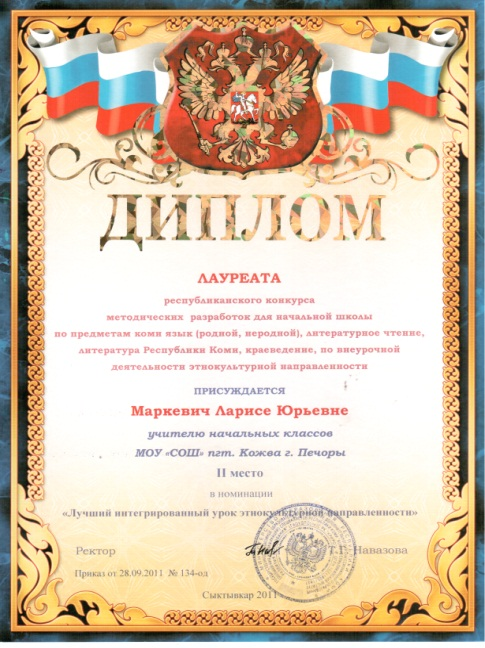 ДИПЛОМ
ЛАУРЕАТА
республиканского конкурса
методических разработок для начальной школы
по предметам коми язык (родной, неродной), литературное чтение,
литература Республики Коми, краеведение, по внеурочной
деятельности этнокультурной направленности
ПРИСУЖДАЕТСЯ
Маркевич Ларисе Юрьевне
учителю начальных классов
МОУ «СОШ» пгт. Кожва г. Печоры
II место
в номинации
«Лучший интегрированный урок этнокультурной направленности»
Ректор Т.Г. Навазова
Приказ от 28.09.2011 № 134-од
Сыктывкар 2011